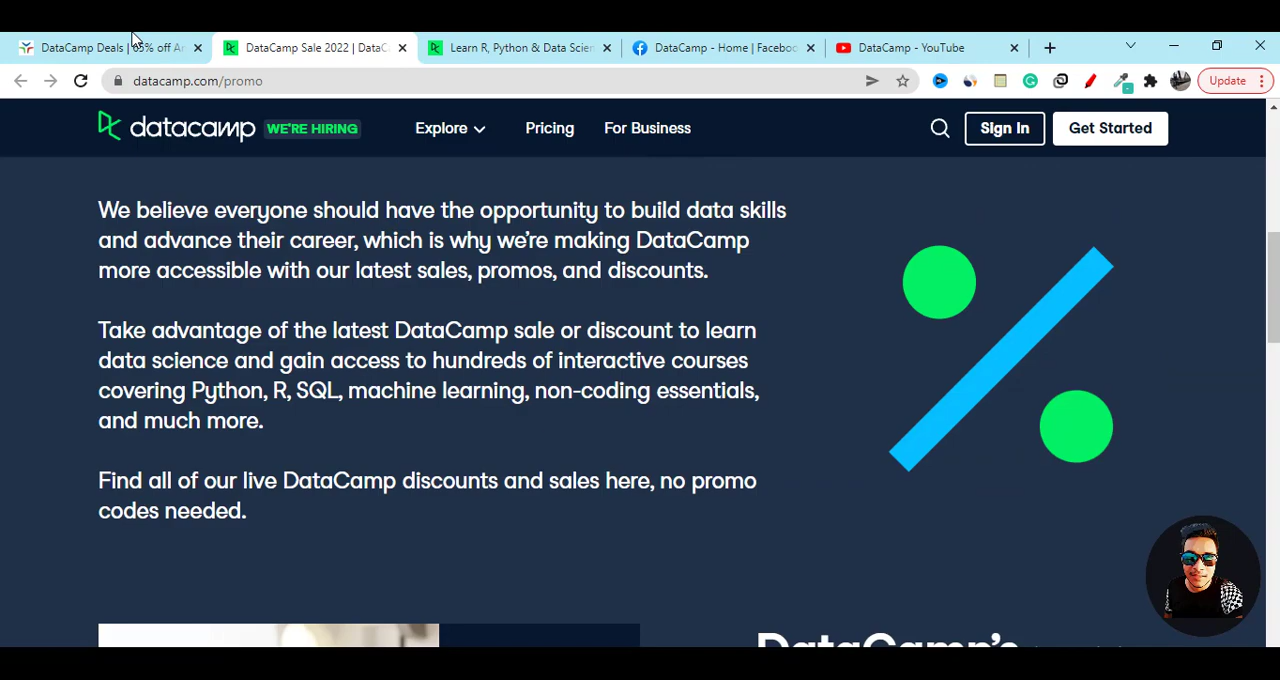 DataCamp Deals | 65% off An
DataCamp Sale 2022 | DataC
Learn R, Python & Data Scien
DataCamp - Home | Facebo
DataCamp - YouTube
datacamp.com/promo
Update
datacamp WE'RE HIRING Explore Pricing For Business Sign In Get Started
We believe everyone should have the opportunity to build data skills
and advance their career, which is why we're making DataCamp
more accessible with our latest sales, promos, and discounts.
Take advantage of the latest DataCamp sale or discount to learn
data science and gain access to hundreds of interactive courses
covering Python, R, SQL, machine learning, non-coding essentials,
and much more.
Find all of our live DataCamp discounts and sales here, no promo
codes needed.
DataCamp's